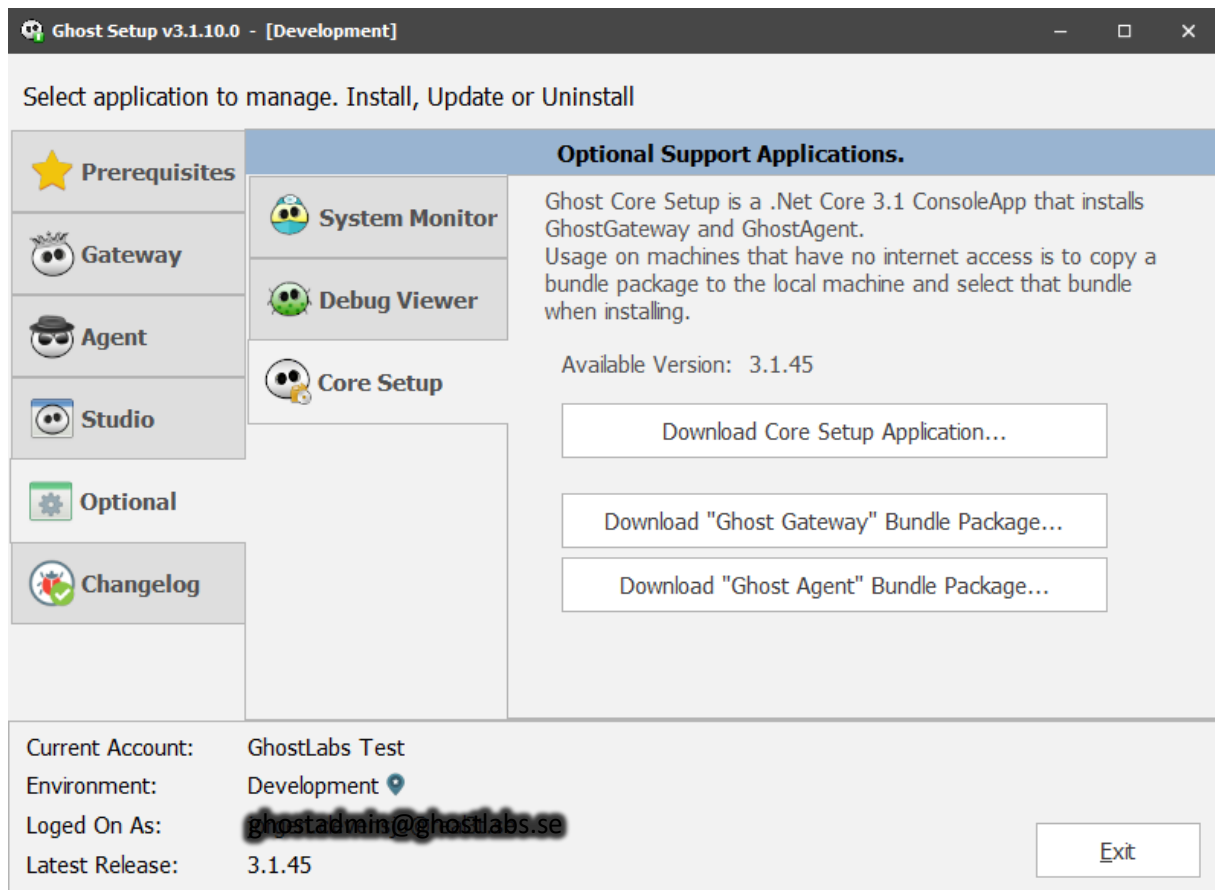 Ghost Setup v3.1.10.0 - [Development]
Select application to manage. Install, Update or Uninstall
Prerequisites
Gateway
Agent
Studio
Optional
Changelog
System Monitor
Debug Viewer
Core Setup
Optional Support Applications.
Ghost Core Setup is a .Net Core 3.1 ConsoleApp that installs
GhostGateway and GhostAgent.
Usage on machines that have no internet access is to copy a
bundle package to the local machine and select that bundle
when installing.
Available Version: 3.1.45
Download Core Setup Application...
Download "Ghost Gateway" Bundle Package...
Download "Ghost Agent" Bundle Package...
Current Account: GhostLabs Test
Environment: Development
Loged On As: ghostadmin@ghostlabs.se
Latest Release: 3.1.45
Exit